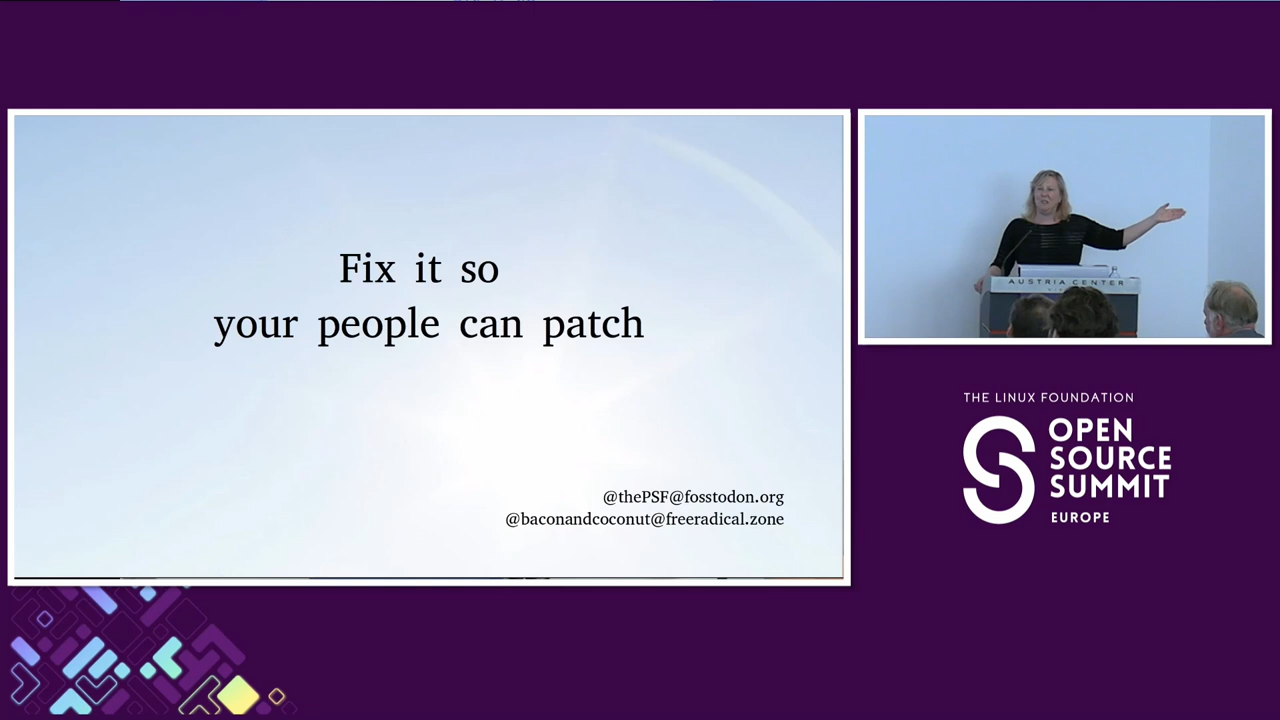 Fix it so
your people can patch
@thePSF@fosstodon.org
@baconandcoconut@freeradical.zone
AUSTRIA CENTER
THE LINUX FOUNDATION
OPEN
SOURCE
SUMMIT
EUROPE